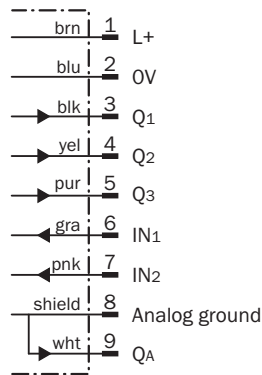 brn 1 L+
blu 2 0V
blk 3 Q1
yel 4 Q2
pur 5 Q3
gra 6 IN1
pnk 7 IN2
shield 8 Analog ground
wht 9 QA